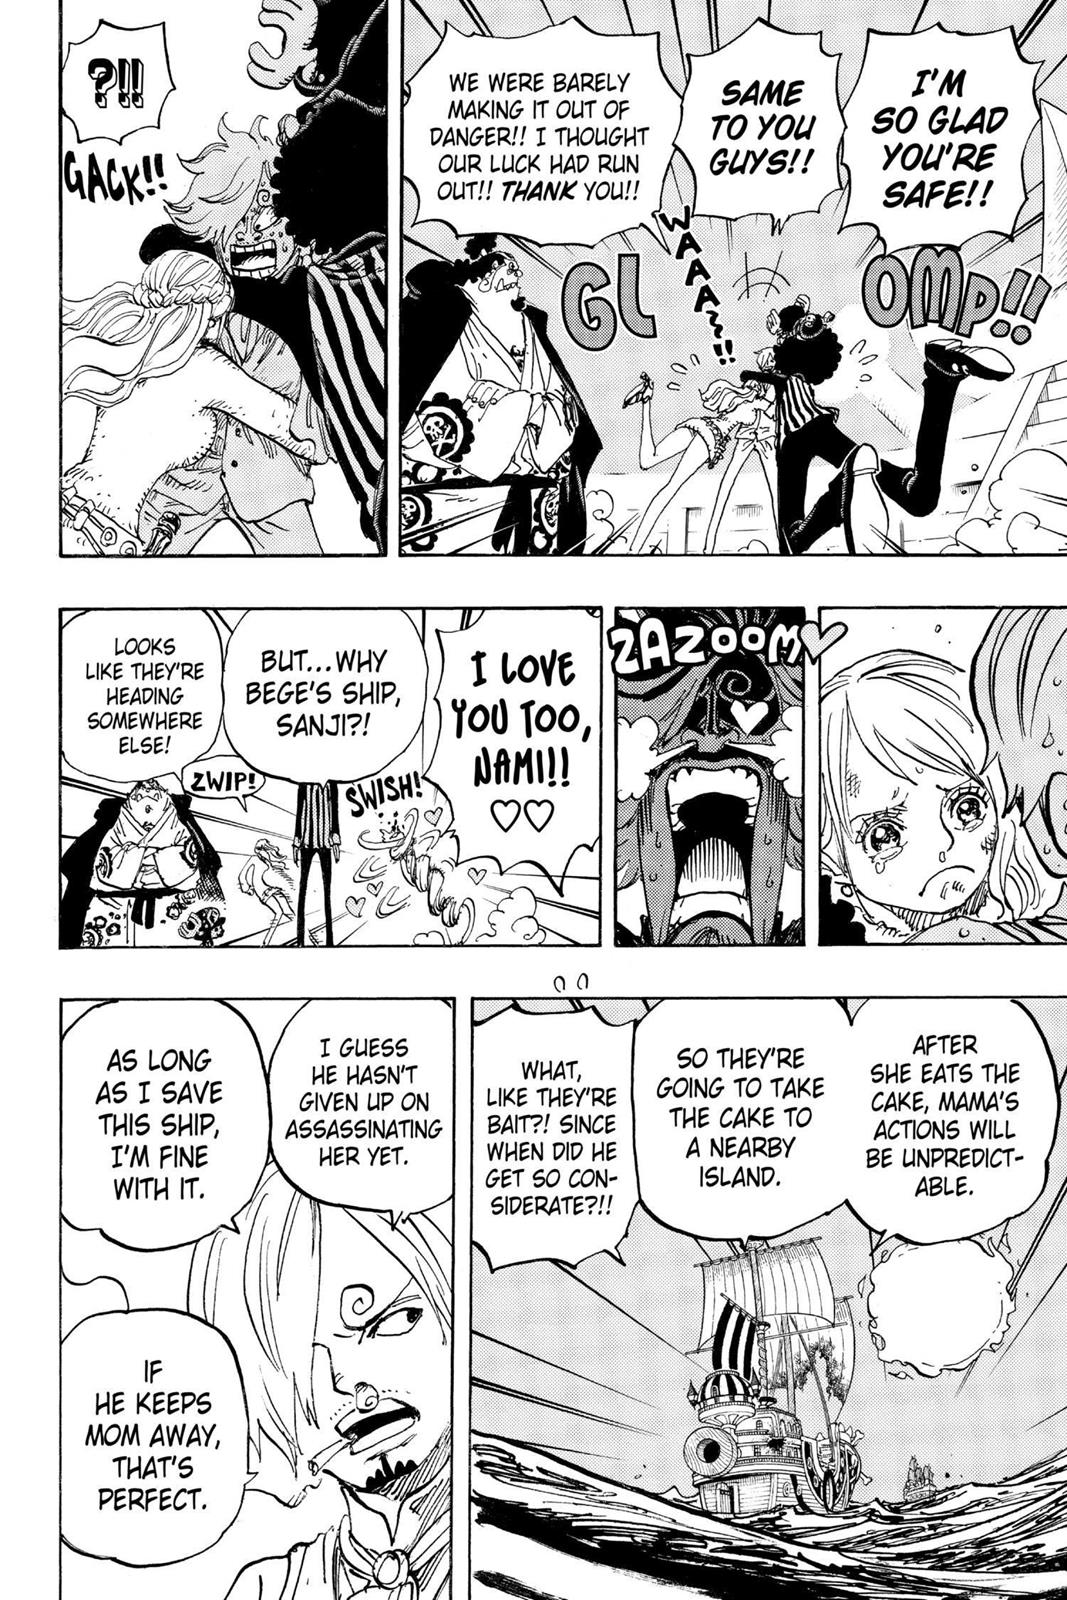 I'M
SO GLAD
YOU'RE
SAFE!!
SAME
TO YOU
GUYS!!
WE WERE BARELY
MAKING IT OUT OF
DANGER!! I THOUGHT
OUR LUCK HAD RUN
OUT!! THANK YOU!!
WAAA~!!
GLOMP!!
?!!
GACK!!
ZAZOOM♥
I LOVE
YOU TOO,
NAMI!!
♡♡
BUT...WHY
BEGE'S SHIP,
SANJI?!
SWISH!
ZWIP!
LOOKS
LIKE THEY'RE
HEADING
SOMEWHERE
ELSE!
AFTER
SHE EATS THE
CAKE, MAMA'S
ACTIONS WILL
BE UNPREDICT-
ABLE.
SO THEY'RE
GOING TO TAKE
THE CAKE TO
A NEARBY
ISLAND.
WHAT,
LIKE THEY'RE
BAIT?! SINCE
WHEN DID HE
GET SO CON-
SIDERATE?!!
I GUESS
HE HASN'T
GIVEN UP ON
ASSASSINATING
HER YET.
AS LONG
AS I SAVE
THIS SHIP,
I'M FINE
WITH IT.
IF
HE KEEPS
MOM AWAY,
THAT'S
PERFECT.